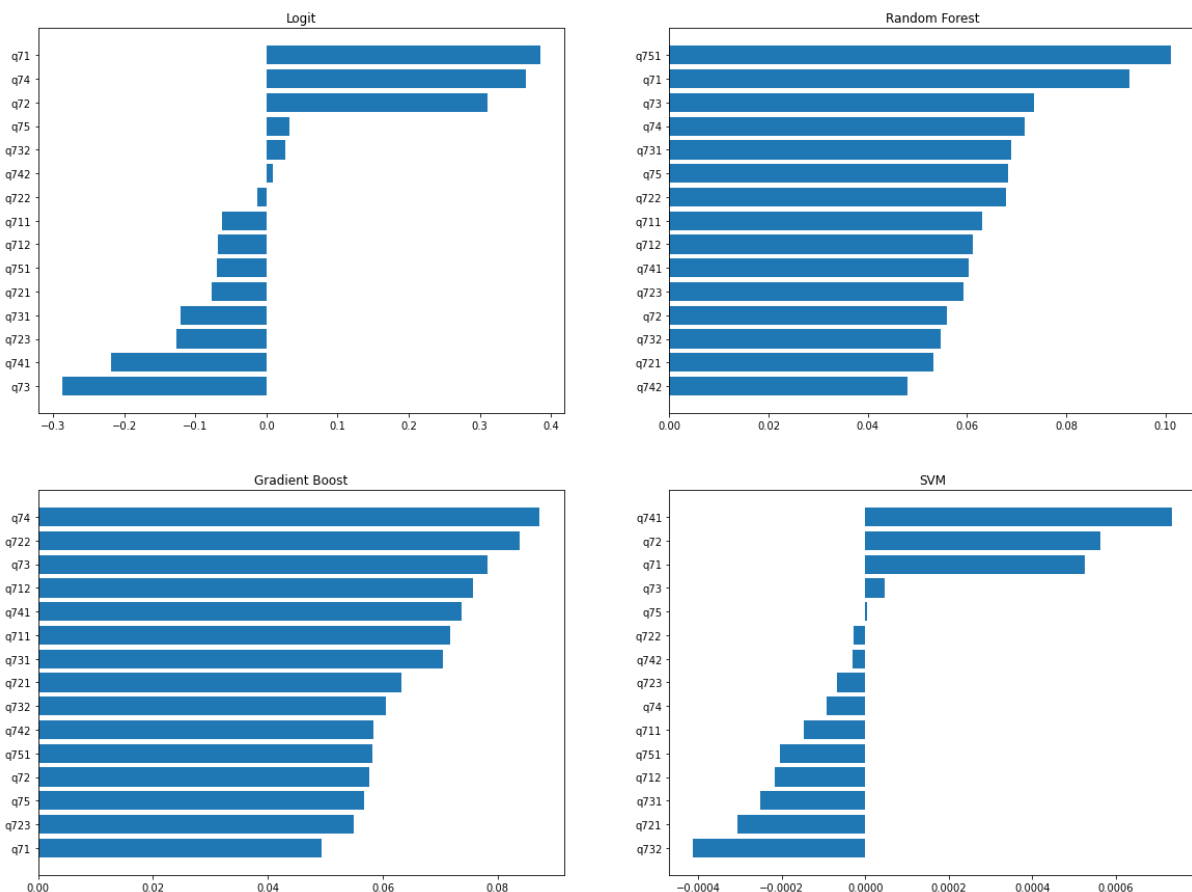 Logit
q71
q74
q72
q75
q732
q742
q722
q711
q712
q751
q721
q731
q723
q741
q73
−0.3 −0.2 −0.1 0.0 0.1 0.2 0.3 0.4
Random Forest
q751
q71
q73
q74
q731
q75
q722
q711
q712
q741
q723
q72
q732
q721
q742
0.00 0.02 0.04 0.06 0.08 0.10
Gradient Boost
q74
q722
q73
q712
q741
q711
q731
q721
q732
q742
q751
q72
q75
q723
q71
0.00 0.02 0.04 0.06 0.08
SVM
q741
q72
q71
q73
q75
q722
q742
q723
q74
q711
q751
q712
q731
q721
q732
−0.0004 −0.0002 0.0000 0.0002 0.0004 0.0006